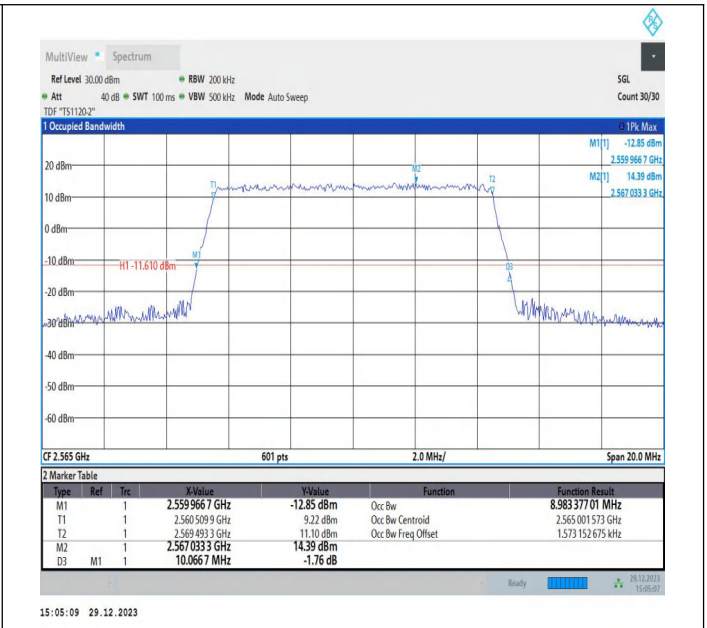 R&S
MultiView Spectrum
Ref Level 30.00 dBm RBW 200 kHz SGL
Att 40 dB SWT 100 ms VBW 500 kHz Mode Auto Sweep Count 30/30
TDF "TS1120-2"
1 Occupied Bandwidth 1Pk Max
M1[1] -12.85 dBm
2.559 966 7 GHz
M2[1] 14.39 dBm
2.567 033 3 GHz
20 dBm
M2
T1
T2
10 dBm
0 dBm
M1
-10 dBm
H1 -11.610 dBm
D3
-20 dBm
-30 dBm
-40 dBm
-50 dBm
-60 dBm
CF 2.565 GHz 601 pts 2.0 MHz/ Span 20.0 MHz
2 Marker Table
Type Ref Trc X-Value Y-Value Function Function Result
M1 1 2.559 966 7 GHz -12.85 dBm Occ Bw 8.983 377 01 MHz
T1 1 2.560 509 9 GHz 9.22 dBm Occ Bw Centroid 2.565 001 573 GHz
T2 1 2.569 493 3 GHz 11.10 dBm Occ Bw Freq Offset 1.573 152 675 kHz
M2 1 2.567 033 3 GHz 14.39 dBm
D3 M1 1 10.066 7 MHz -1.76 dB
Ready 29.12.2023
15:05:07
15:05:09 29.12.2023